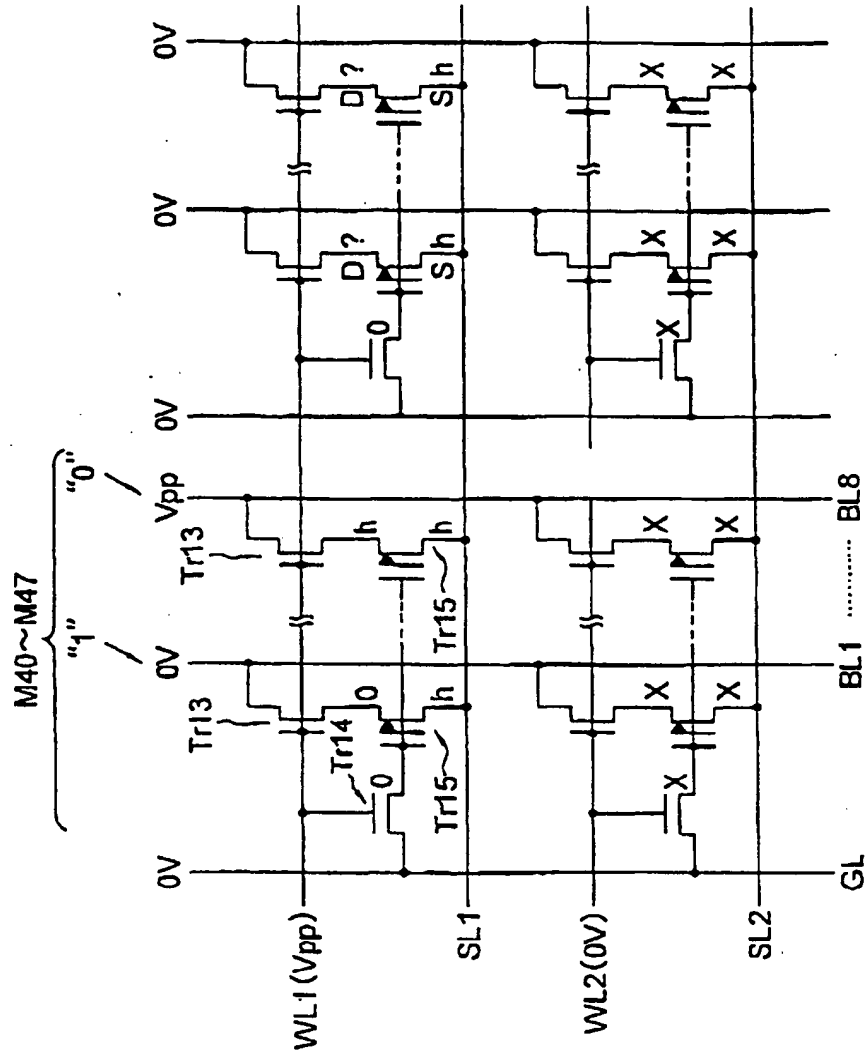 M40~M47
"1" "0"
0V 0V Vpp 0V 0V 0V
Tr13 Tr13
WL1(Vpp)
Tr14 0 0 h 0 D ? D ?
Tr15 h Tr15 h S h S h
SL1
WL2(0V)
X X X X X X
X X X X
SL2
GL BL1 ......... BL8